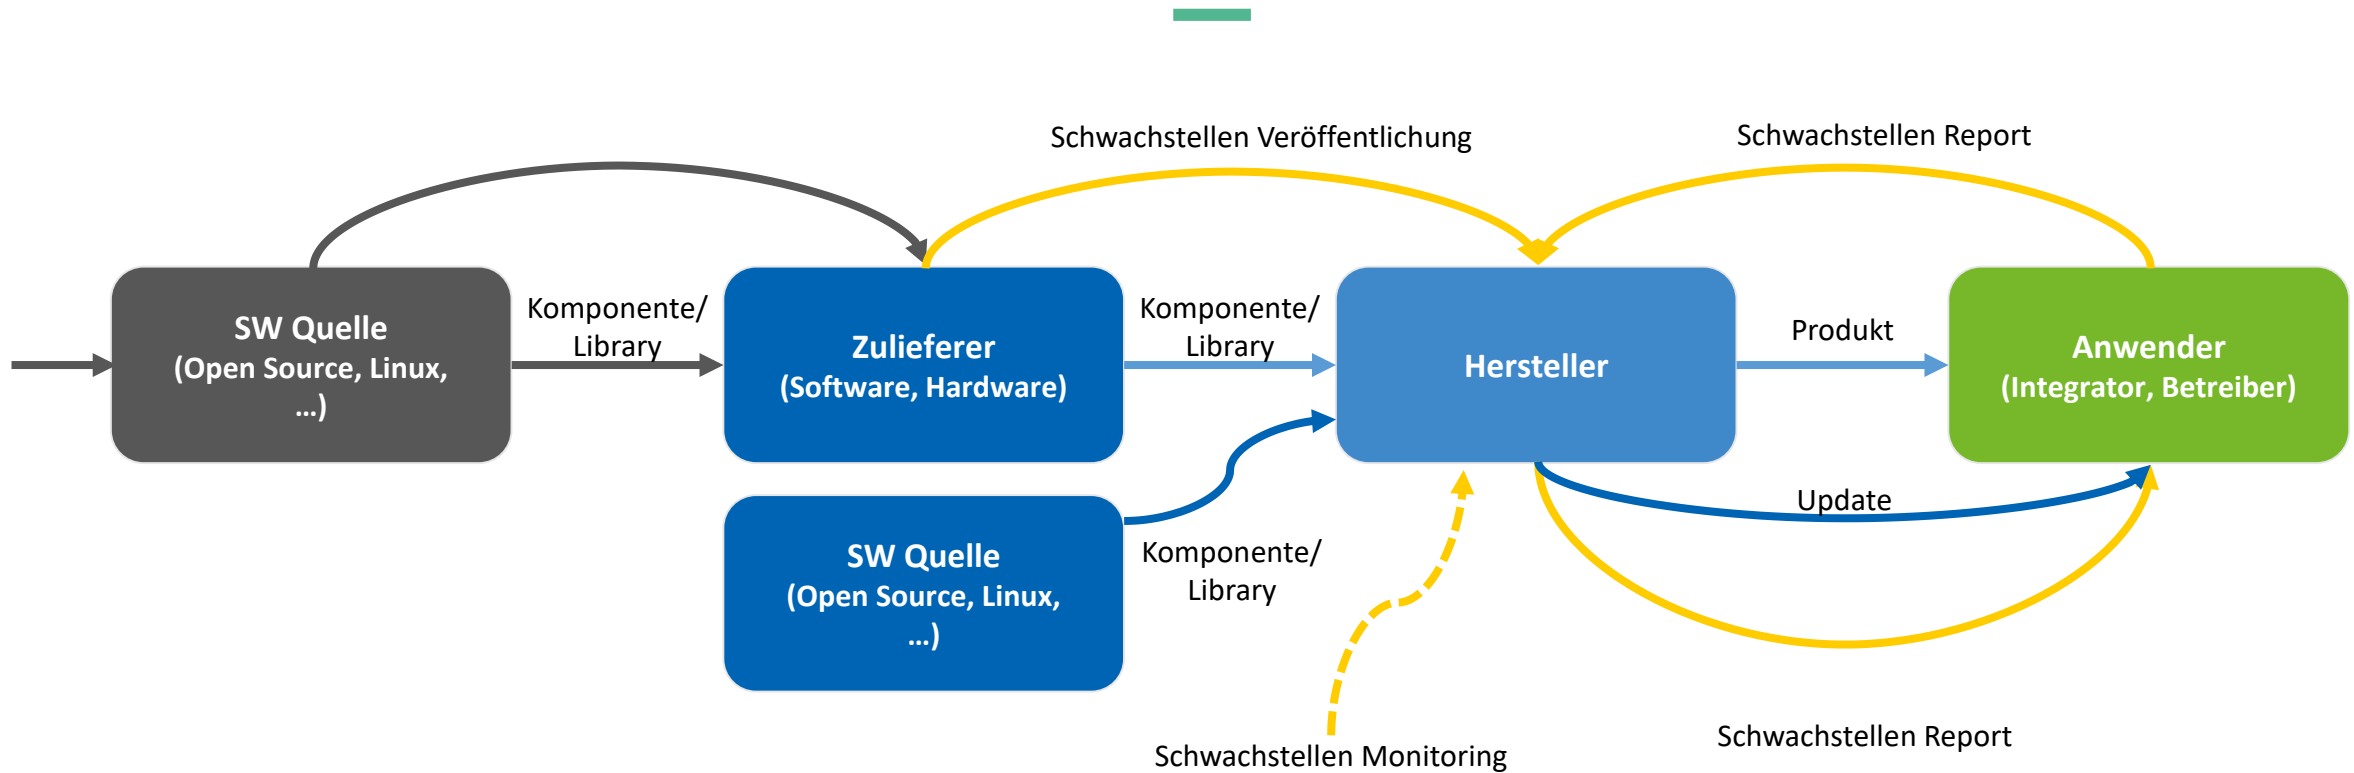 Schwachstellen Veröffentlichung
Schwachstellen Report
SW Quelle
(Open Source, Linux,
...)
Komponente/
Library
Zulieferer
(Software, Hardware)
Komponente/
Library
Hersteller
Produkt
Anwender
(Integrator, Betreiber)
Update
SW Quelle
(Open Source, Linux,
...)
Komponente/
Library
Schwachstellen Monitoring
Schwachstellen Report